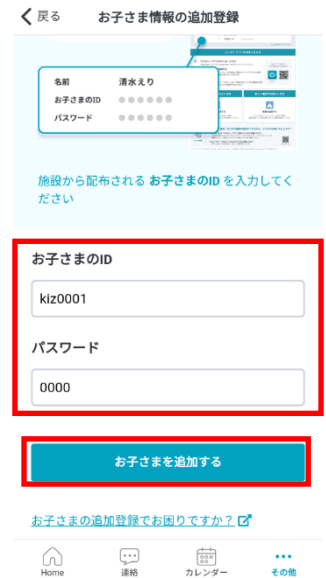 戻る お子さま情報の追加登録
名前 清水えり
お子さまのID
パスワード
施設から配布される お子さまのID を入力してく
ださい
お子さまのID
kiz0001
パスワード
0000
お子さまを追加する
お子さまの追加登録でお困りですか？
Home 連絡 カレンダー その他